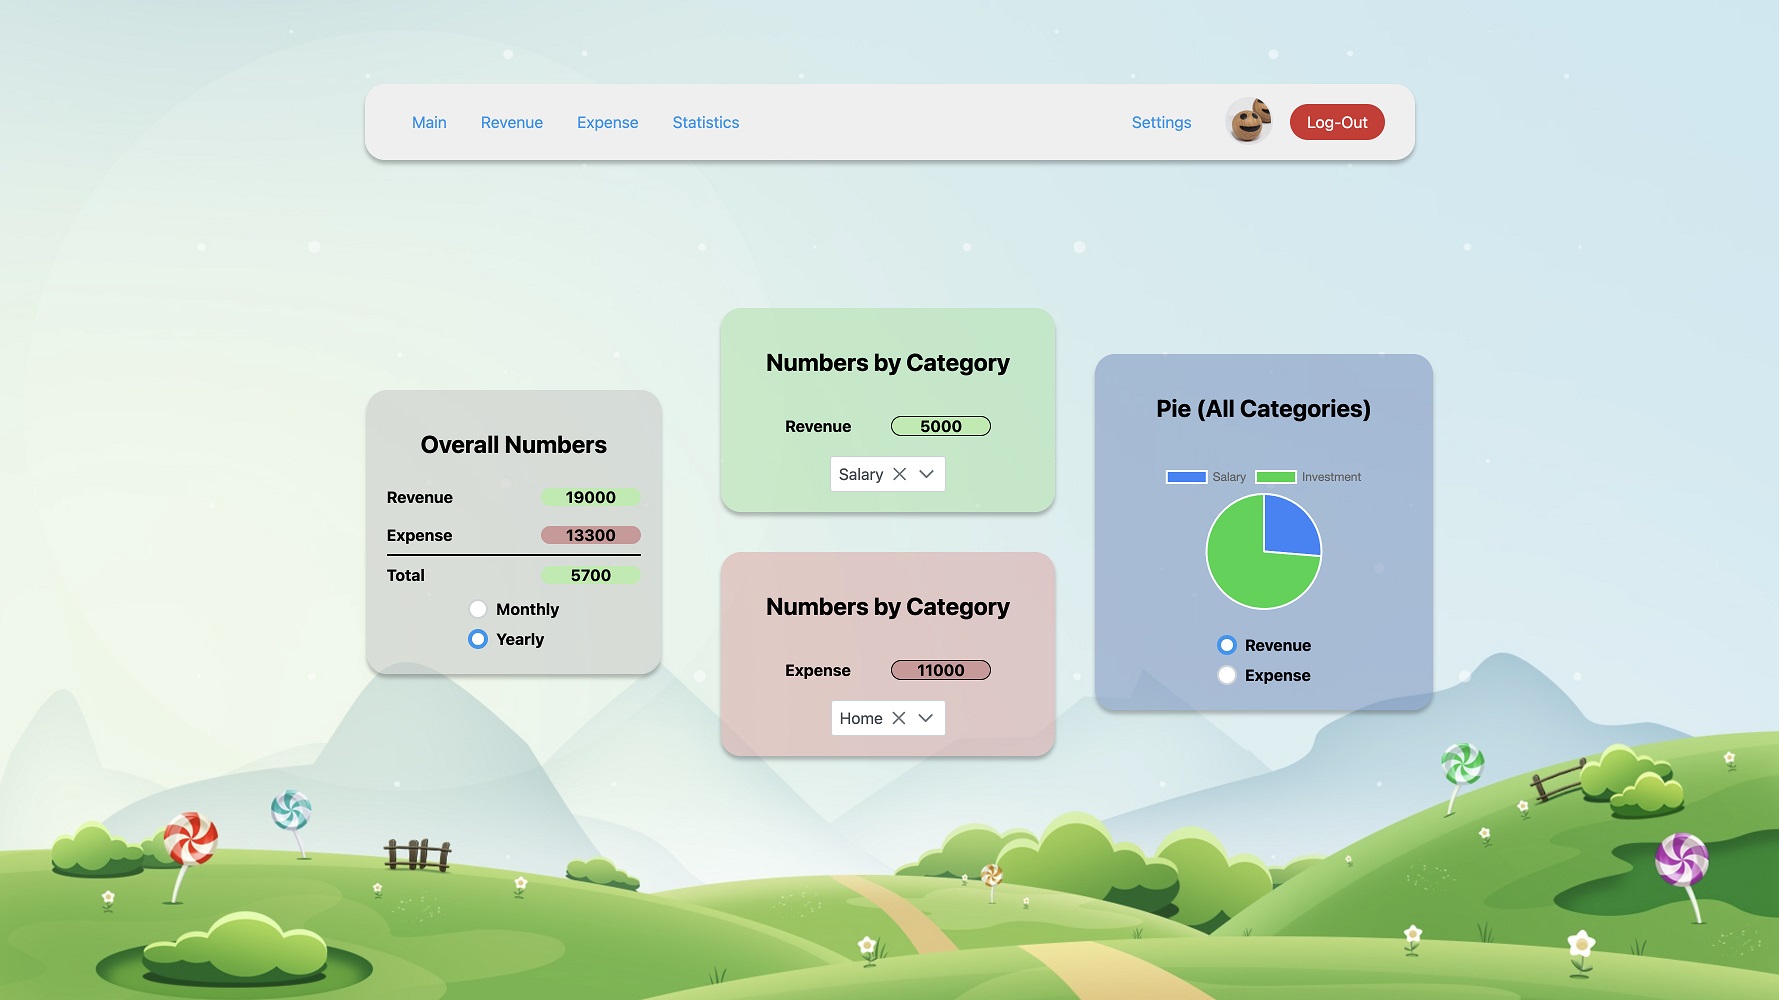 Main Revenue Expense Statistics Settings Log-Out
Overall Numbers
Revenue 19000
Expense 13300
Total 5700
Monthly
Yearly
Numbers by Category
Revenue 5000
Salary
Numbers by Category
Expense 11000
Home
Pie (All Categories)
Salary Investment
Revenue
Expense